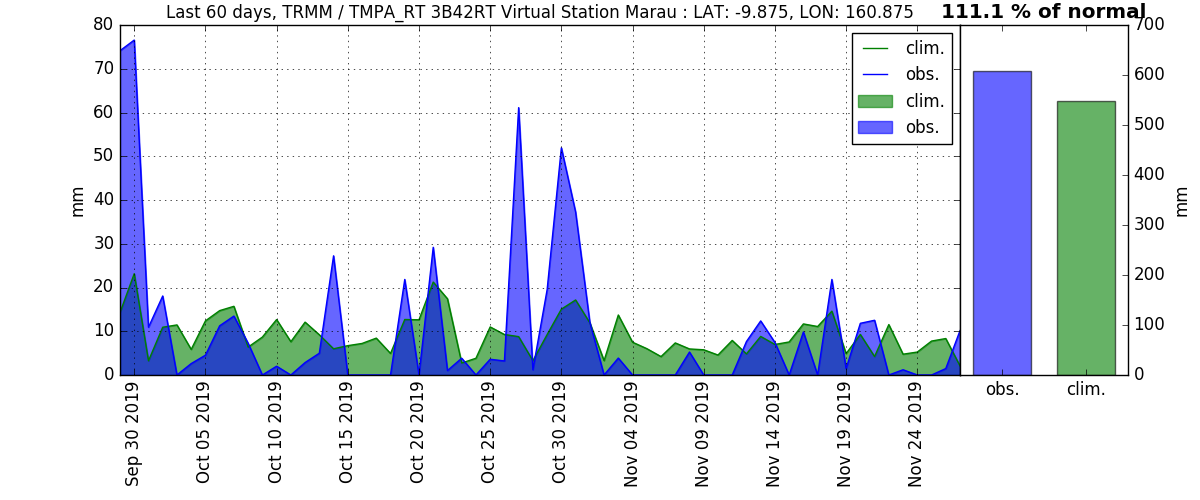 Last 60 days, TRMM / TMPA_RT 3B42RT Virtual Station Marau : LAT: -9.875, LON: 160.875
111.1 % of normal
80
70
60
50
40
30
20
10
0
mm
clim.
obs.
clim.
obs.
700
600
500
400
300
200
100
0
mm
obs.
clim.
Sep 30 2019
Oct 05 2019
Oct 10 2019
Oct 15 2019
Oct 20 2019
Oct 25 2019
Oct 30 2019
Nov 04 2019
Nov 09 2019
Nov 14 2019
Nov 19 2019
Nov 24 2019